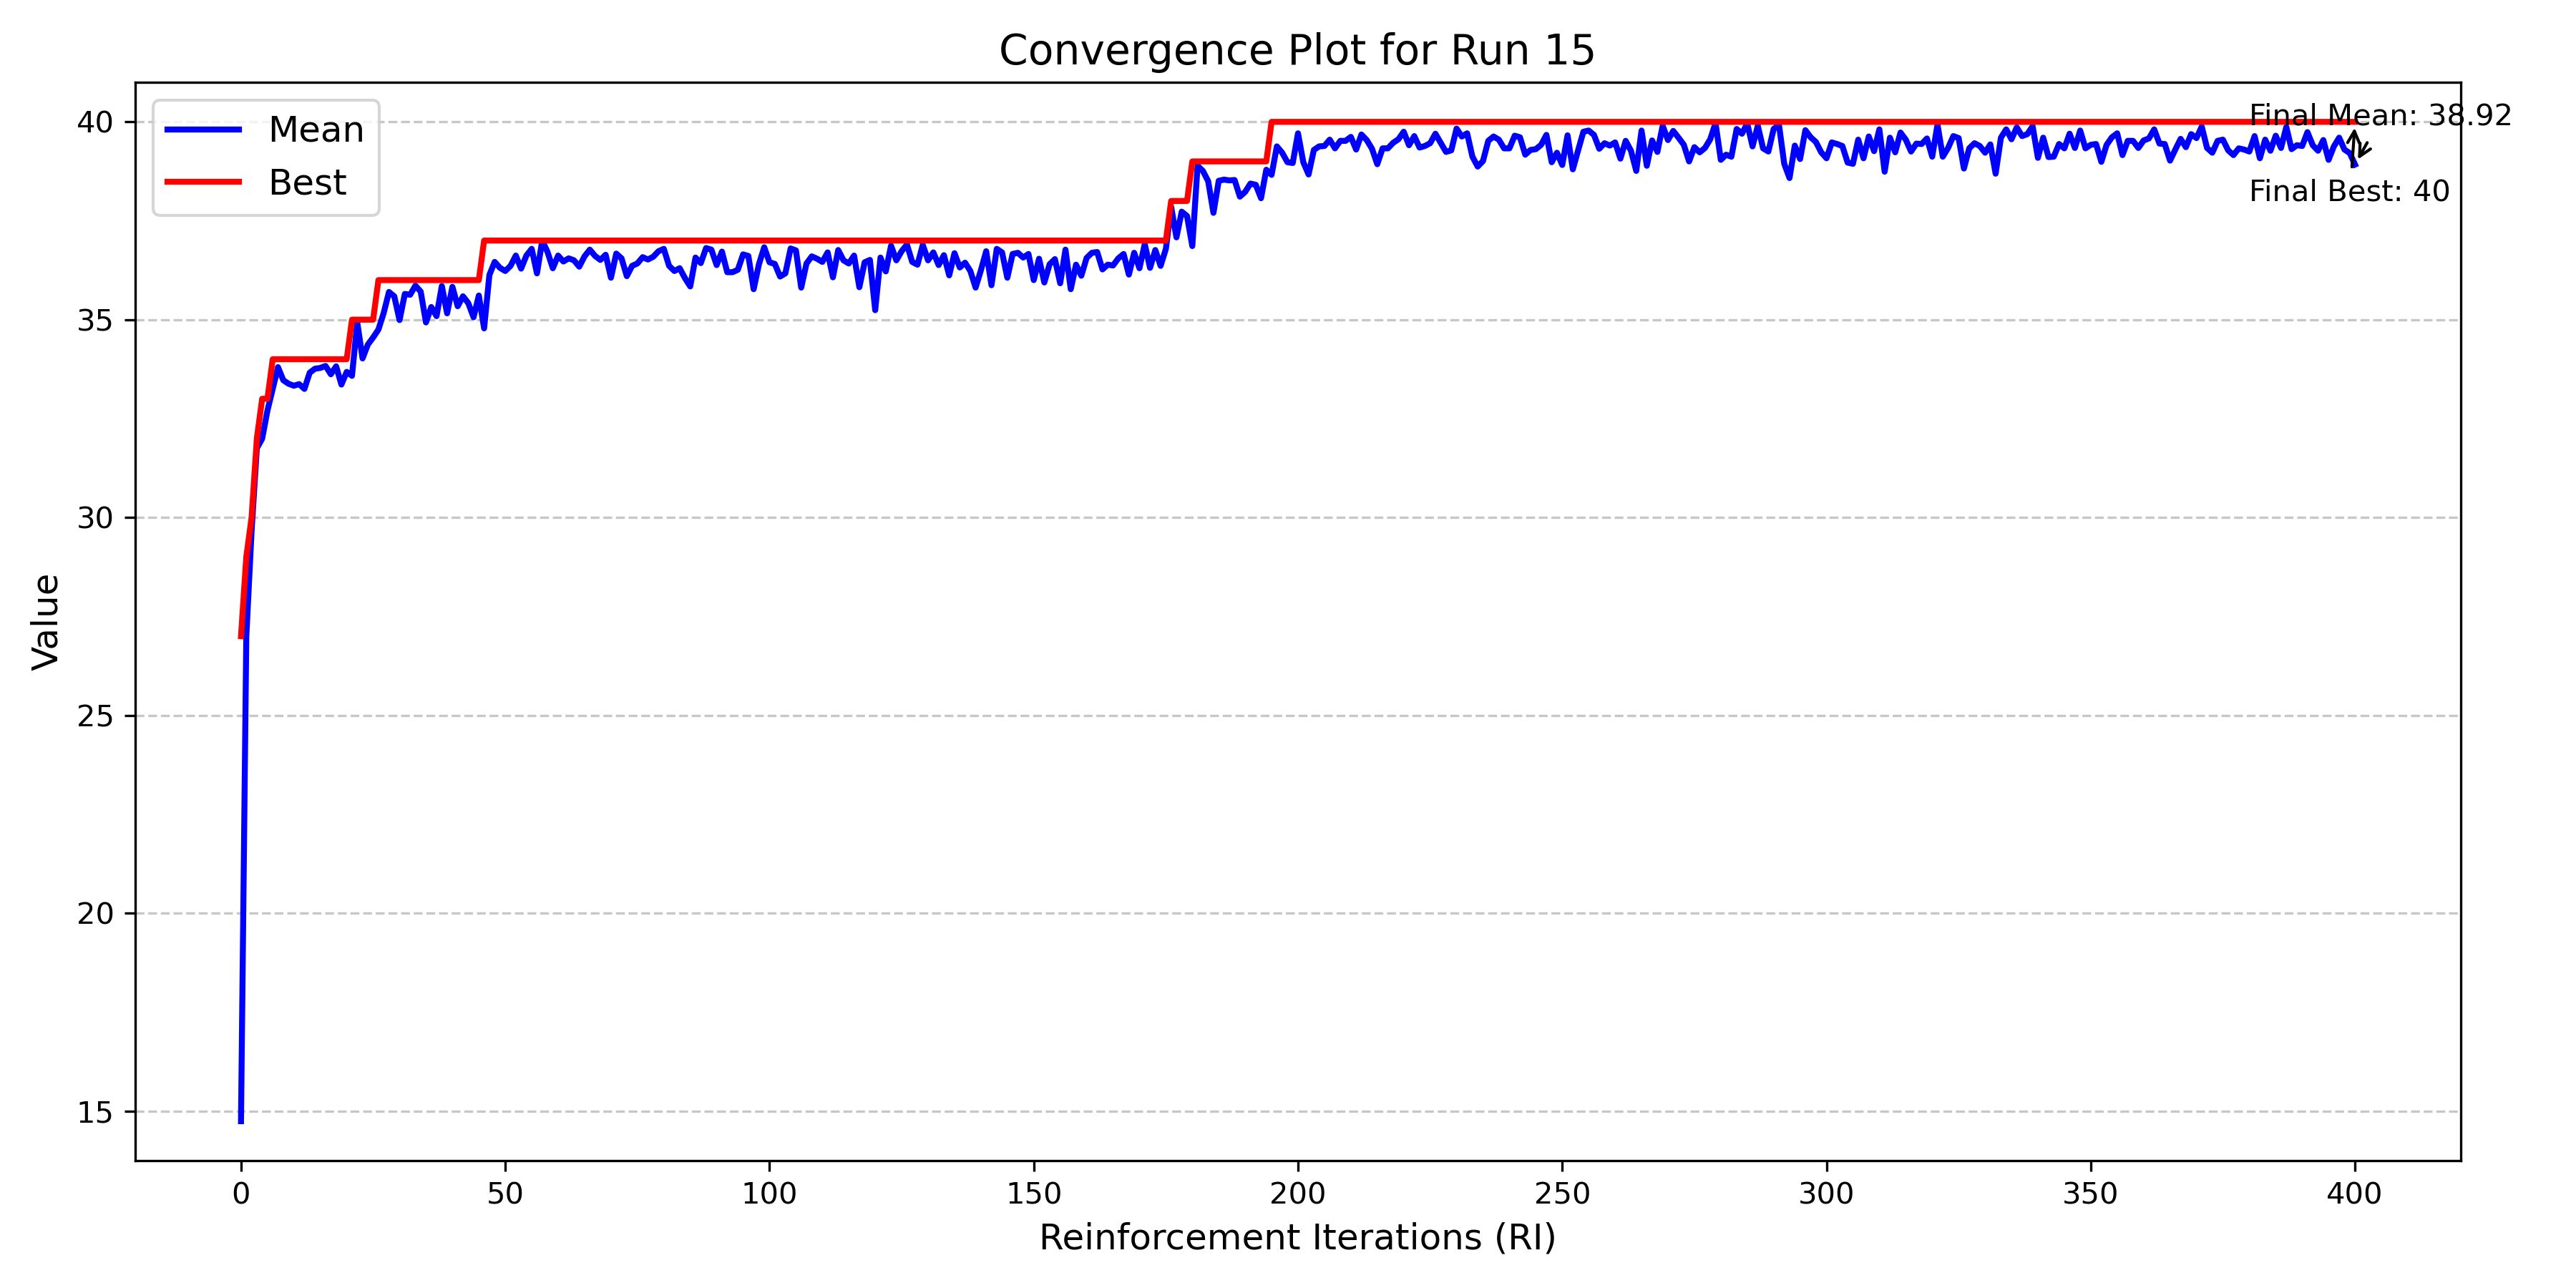 Convergence Plot for Run 15
Mean
Best
Final Mean: 38.92
Final Best: 40
40
35
30
25
20
15
Value
0 50 100 150 200 250 300 350 400
Reinforcement Iterations (RI)